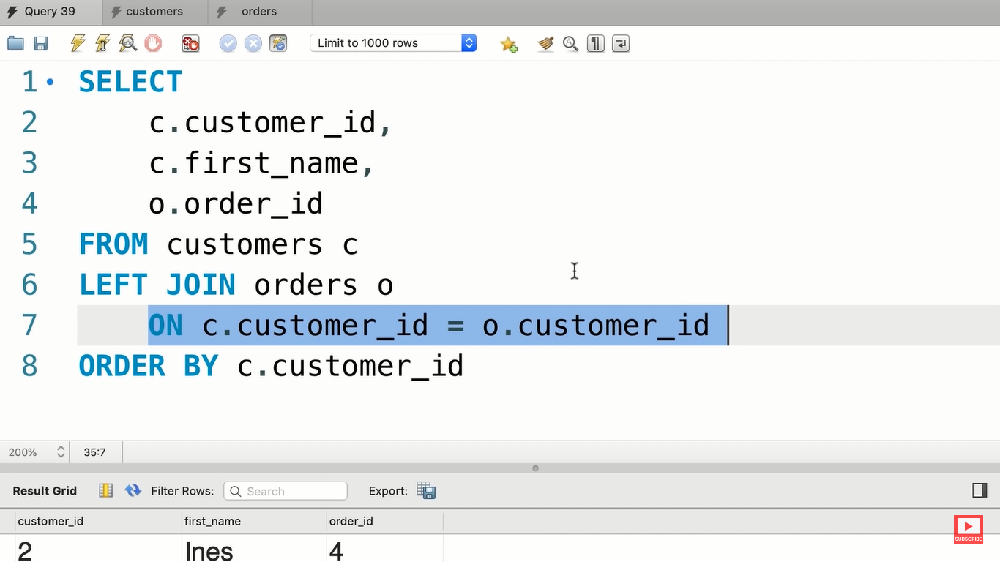 Query 39 customers orders
Limit to 1000 rows
1 SELECT
2 c.customer_id,
3 c.first_name,
4 o.order_id
5 FROM customers c
6 LEFT JOIN orders o
7 ON c.customer_id = o.customer_id
8 ORDER BY c.customer_id
200% 35:7
Result Grid Filter Rows: Search Export:
customer_id first_name order_id
SUBSCRIBE
2 Ines 4